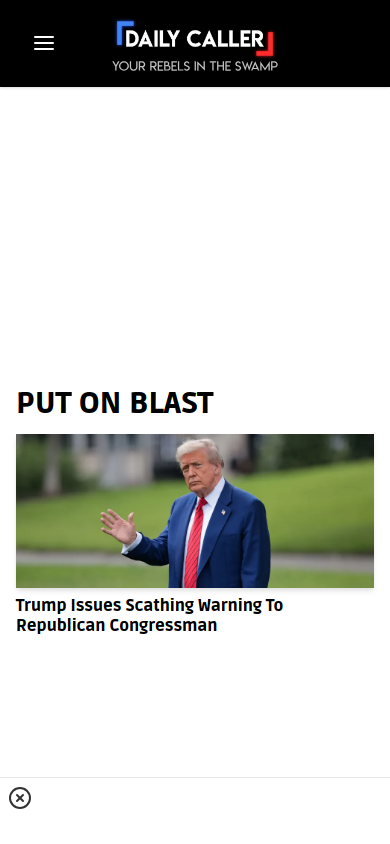 DAILY CALLER
YOUR REBELS IN THE SWAMP
PUT ON BLAST
Trump Issues Scathing Warning To
Republican Congressman